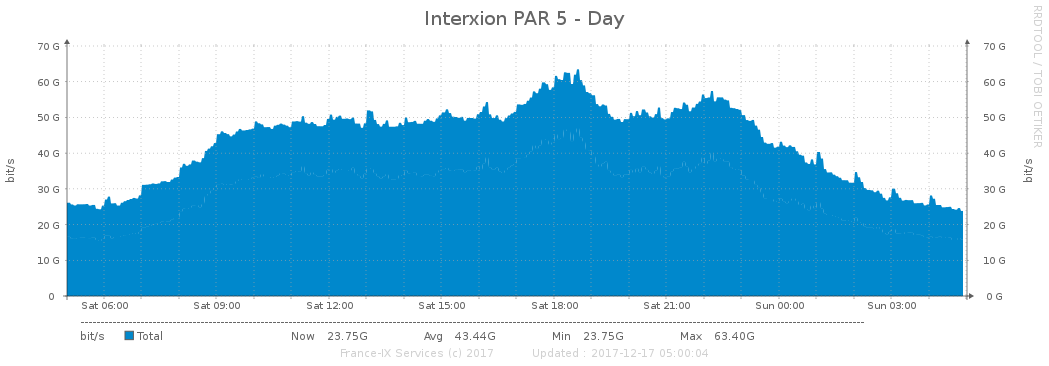 Interxion PAR 5 - Day
RRDTOOL / TOBI OETIKER
70 G 70 G
60 G 60 G
50 G 50 G
40 G 40 G
30 G 30 G
20 G 20 G
10 G 10 G
0 0 G
bit/s bit/s
Sat 06:00 Sat 09:00 Sat 12:00 Sat 15:00 Sat 18:00 Sat 21:00 Sun 00:00 Sun 03:00
bit/s Total Now 23.75G Avg 43.44G Min 23.75G Max 63.40G
France-IX Services (c) 2017 Updated : 2017-12-17 05:00:04